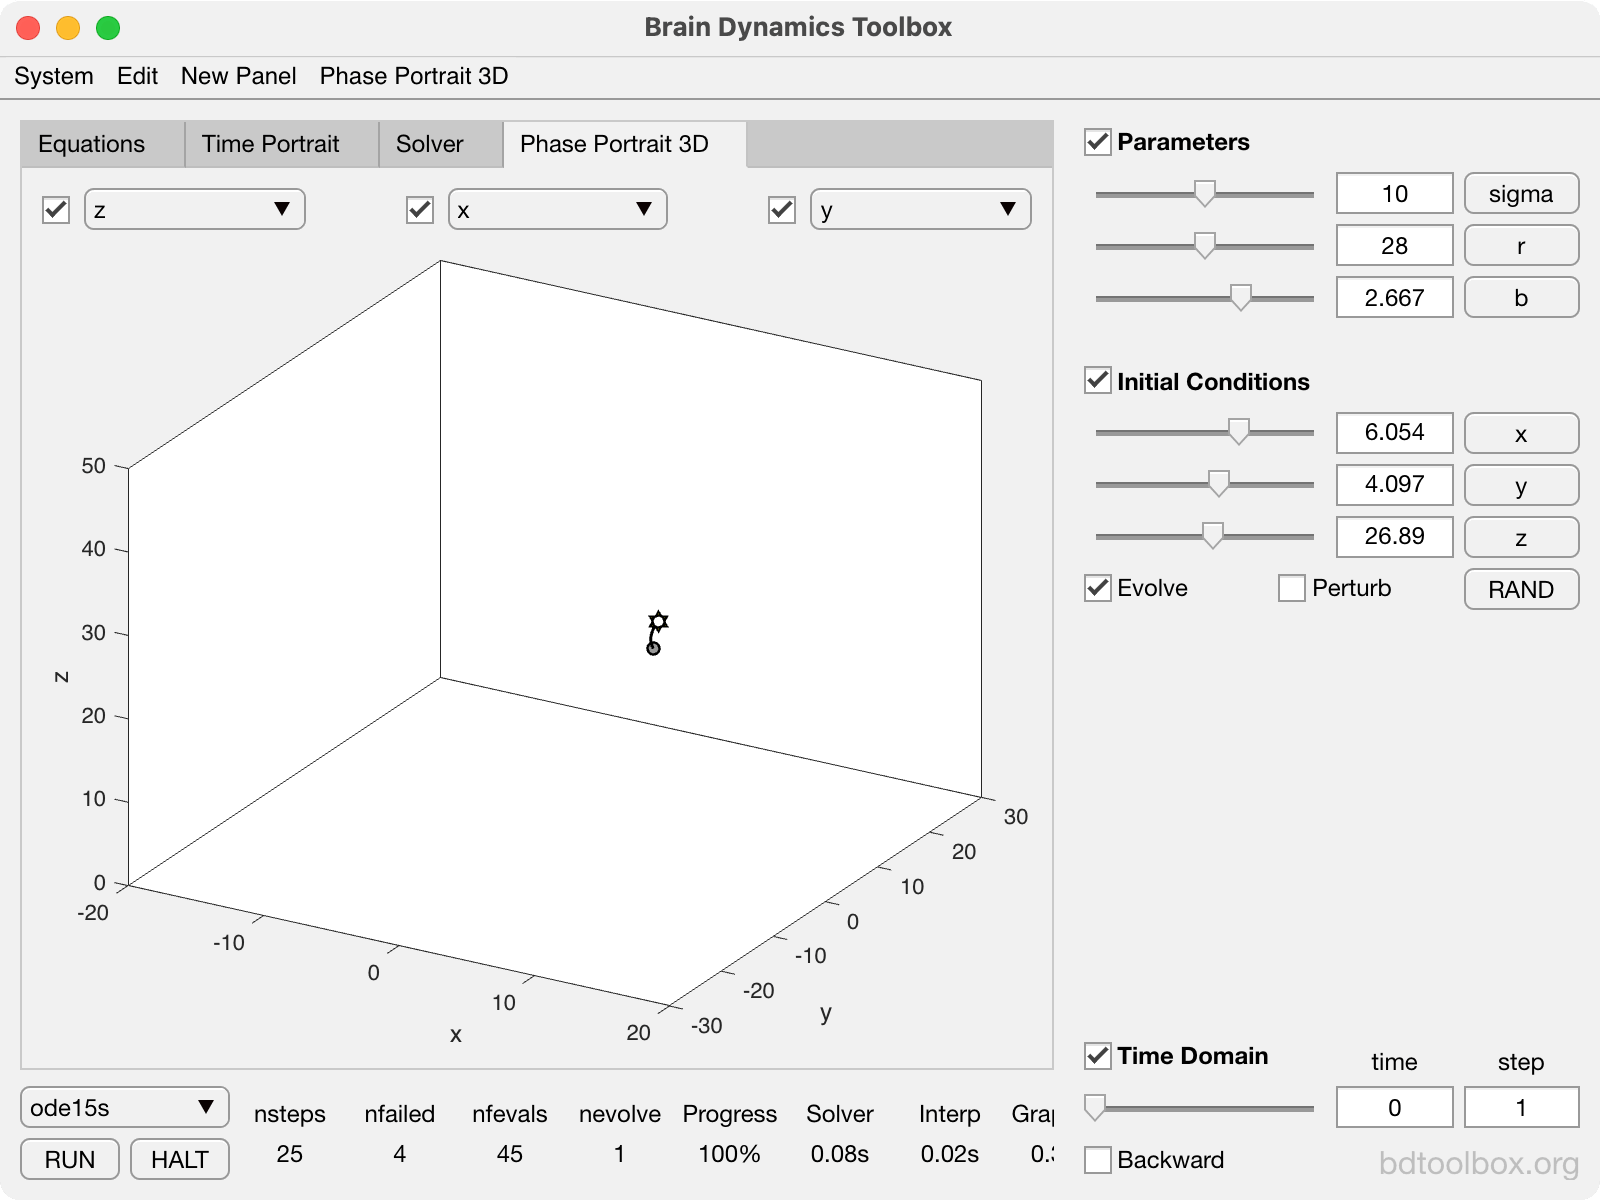 Brain Dynamics Toolbox
System Edit New Panel Phase Portrait 3D
Equations Time Portrait Solver Phase Portrait 3D
z x y
50
40
30
20
10
0
z
-20
-10
0
10
20
x
-30
-20
-10
0
10
20
30
y
Parameters
10 sigma
28 r
2.667 b
Initial Conditions
6.054 x
4.097 y
26.89 z
Evolve Perturb RAND
Time Domain time step
0 1
Backward
bdtoolbox.org
ode15s
RUN HALT
nsteps nfailed nfevals nevolve Progress Solver Interp
25 4 45 1 100% 0.08s 0.02s